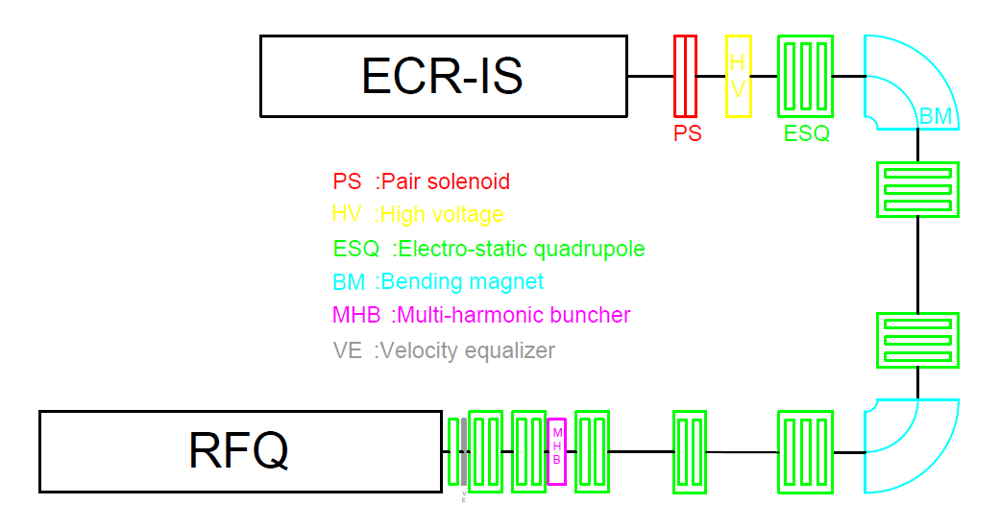 ECR-IS
H
V
PS
ESQ
BM
PS :Pair solenoid
HV :High voltage
ESQ :Electro-static quadrupole
BM :Bending magnet
MHB :Multi-harmonic buncher
VE :Velocity equalizer
RFQ
M
H
B
V
E